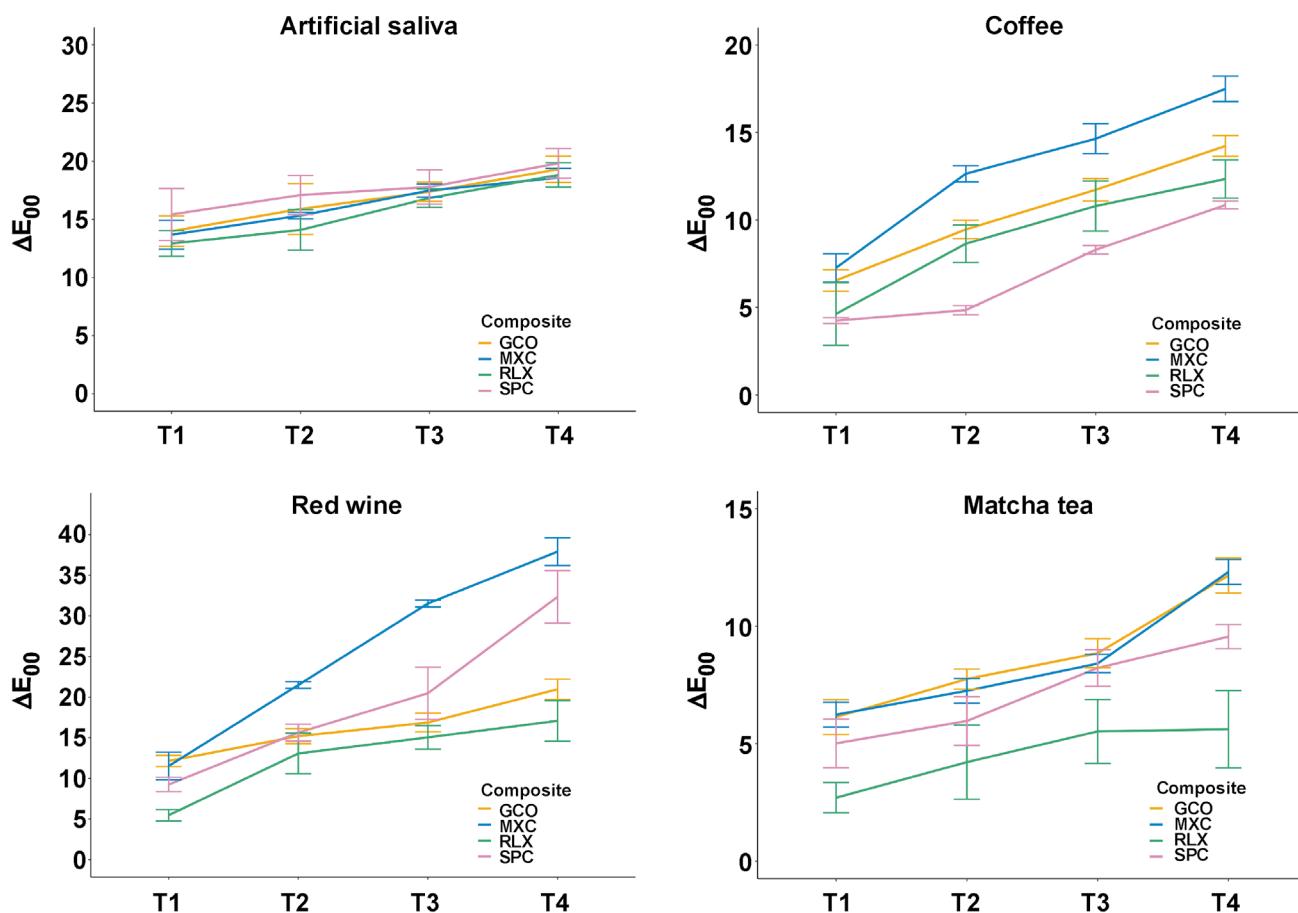 Artificial saliva
30
25
20
15
10
5
0
ΔE00
Composite
GCO
MXC
RLX
SPC
T1 T2 T3 T4
Coffee
20
15
10
5
0
ΔE00
Composite
GCO
MXC
RLX
SPC
T1 T2 T3 T4
Red wine
40
35
30
25
20
15
10
5
0
ΔE00
Composite
GCO
MXC
RLX
SPC
T1 T2 T3 T4
Matcha tea
15
10
5
0
ΔE00
Composite
GCO
MXC
RLX
SPC
T1 T2 T3 T4